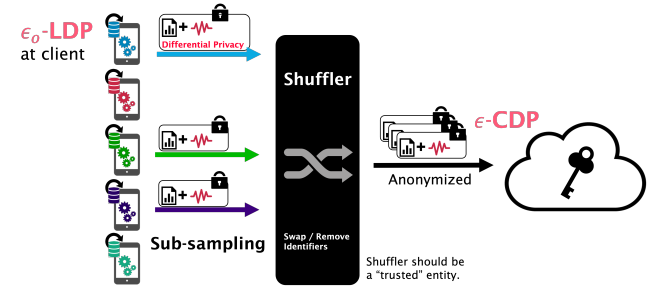 ϵₒ-LDP
at client
+
Differential Privacy
+
+
Sub-sampling
Shuffler
Swap / Remove
Identifiers
+
ϵ-CDP
Anonymized
Shuffler should be
a “trusted” entity.